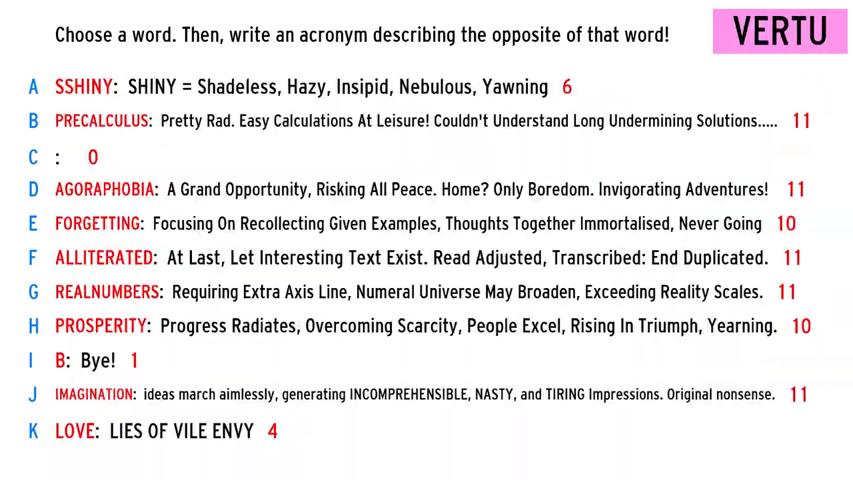 Choose a word. Then, write an acronym describing the opposite of that word!
VERTU
A SSHINY: SHINY = Shadeless, Hazy, Insipid, Nebulous, Yawning 6
B PRECALCULUS: Pretty Rad. Easy Calculations At Leisure! Couldn't Understand Long Undermining Solutions..... 11
C : 0
D AGORAPHOBIA: A Grand Opportunity, Risking All Peace. Home? Only Boredom. Invigorating Adventures! 11
E FORGETTING: Focusing On Recollecting Given Examples, Thoughts Together Immortalised, Never Going 10
F ALLITERATED: At Last, Let Interesting Text Exist. Read Adjusted, Transcribed: End Duplicated. 11
G REALNUMBERS: Requiring Extra Axis Line, Numeral Universe May Broaden, Exceeding Reality Scales. 11
H PROSPERITY: Progress Radiates, Overcoming Scarcity, People Excel, Rising In Triumph, Yearning. 10
I B: Bye! 1
J IMAGINATION: ideas march aimlessly, generating INCOMPREHENSIBLE, NASTY, and TIRING Impressions. Original nonsense. 11
K LOVE: LIES OF VILE ENVY 4